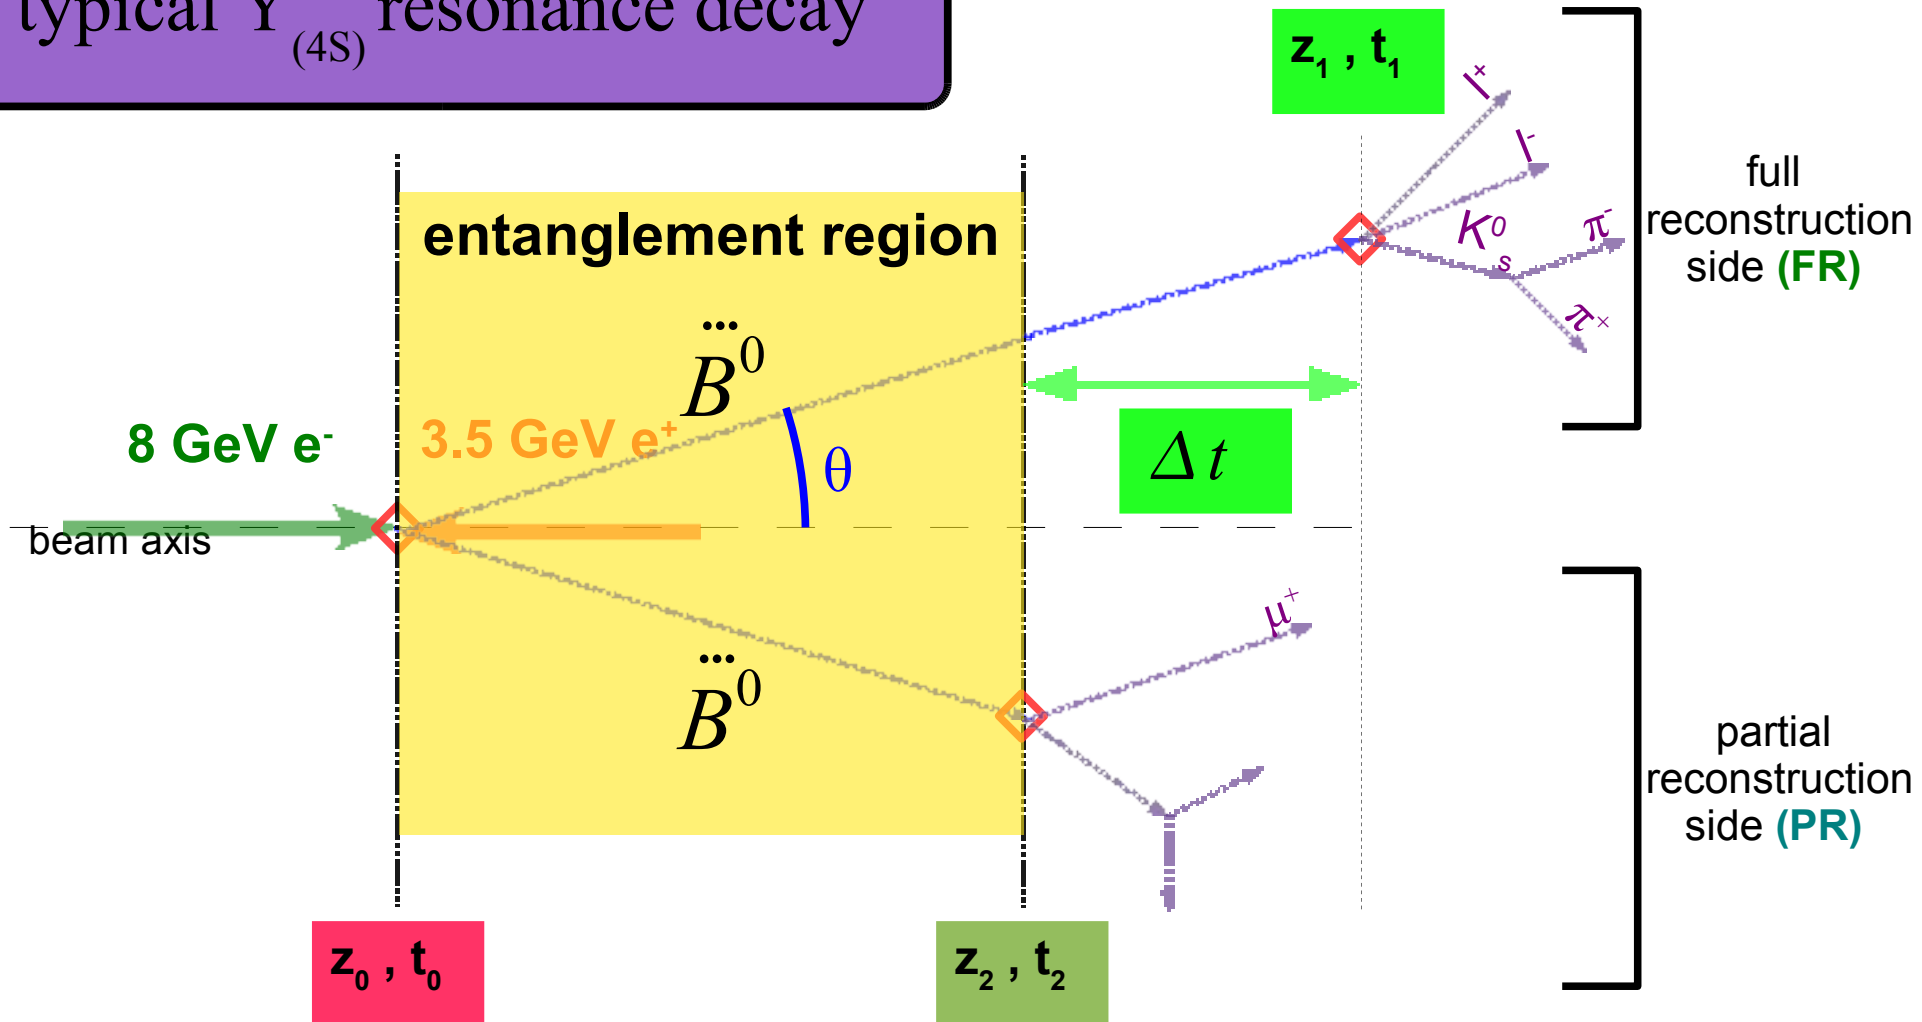 typical Υ(4S) resonance decay
z1 , t1
l+
l-
K0s
π-
π+
full
reconstruction
side (FR)
entanglement region
B0
8 GeV e-
3.5 GeV e+
θ
Δt
beam axis
B0
μ+
partial
reconstruction
side (PR)
z0 , t0
z2 , t2